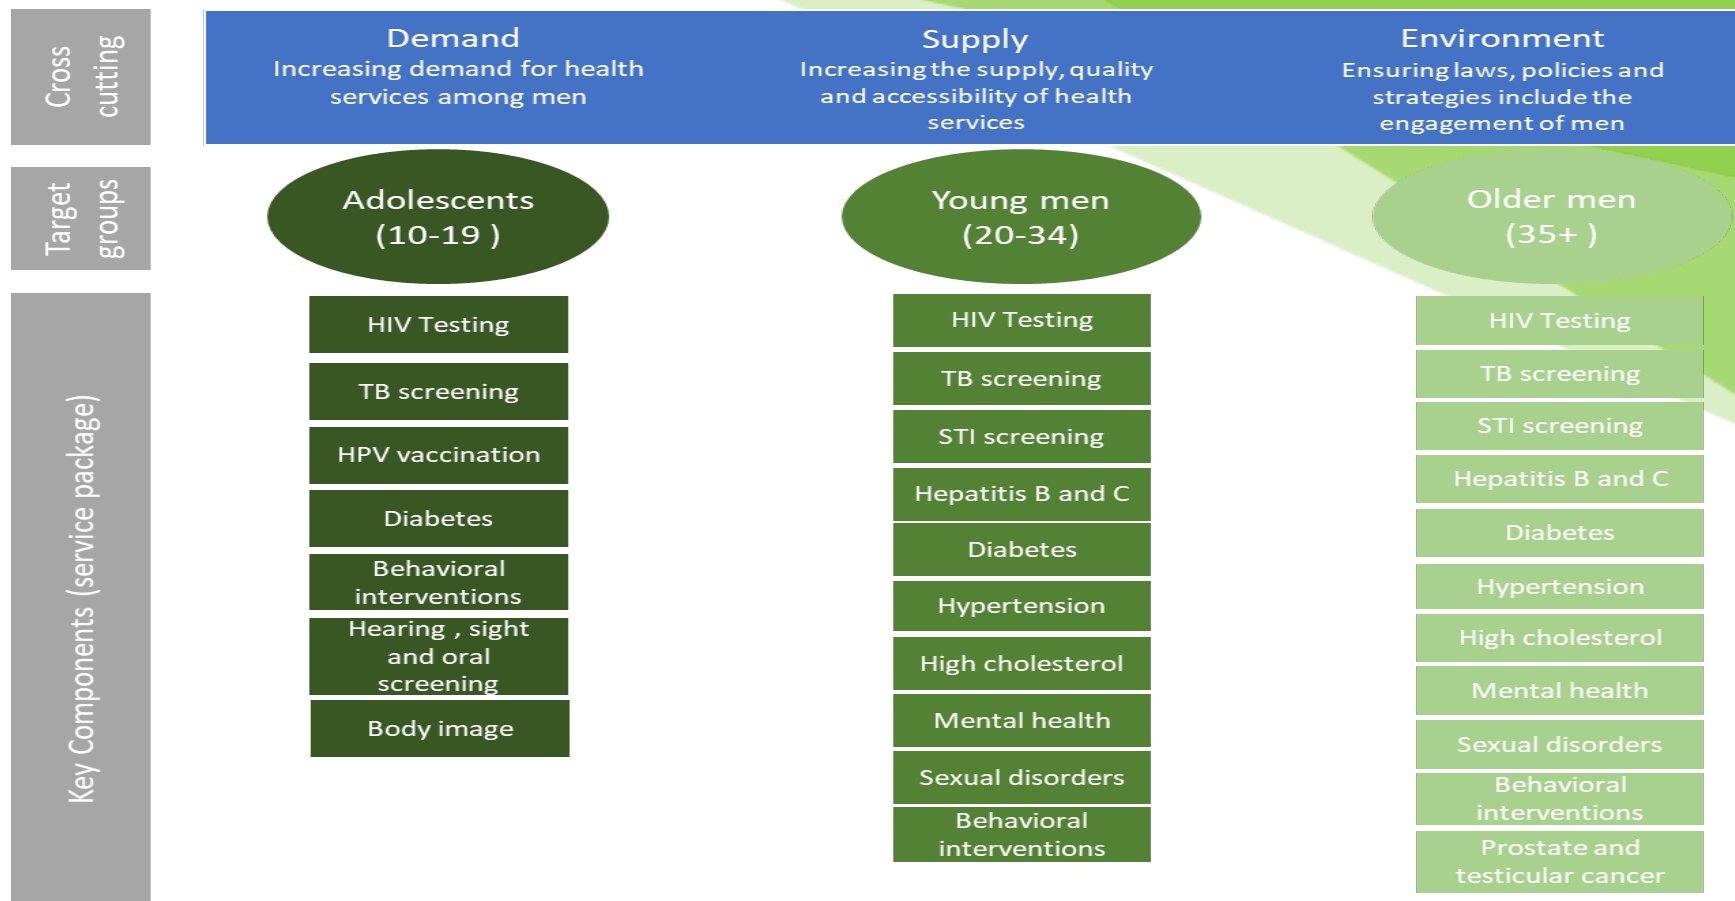 Cross
cutting
Demand
Increasing demand for health
services among men
Supply
Increasing the supply, quality
and accessibility of health
services
Environment
Ensuring laws, policies and
strategies include the
engagement of men
Target
groups
Adolescents
(10-19 )
Young men
(20-34)
Older men
(35+ )
Key Components (service package)
HIV Testing
TB screening
HPV vaccination
Diabetes
Behavioral
interventions
Hearing , sight
and oral
screening
Body image
HIV Testing
TB screening
STI screening
Hepatitis B and C
Diabetes
Hypertension
High cholesterol
Mental health
Sexual disorders
Behavioral
interventions
HIV Testing
TB screening
STI screening
Hepatitis B and C
Diabetes
Hypertension
High cholesterol
Mental health
Sexual disorders
Behavioral
interventions
Prostate and
testicular cancer